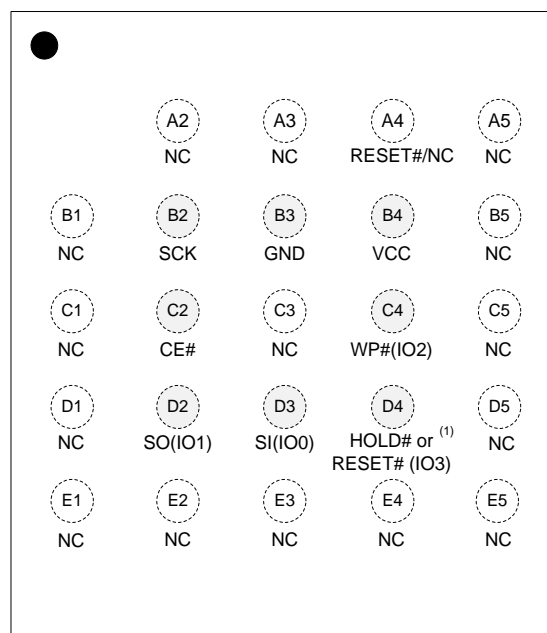 A2 A3 A4 A5
NC NC RESET#/NC NC
B1 B2 B3 B4 B5
NC SCK GND VCC NC
C1 C2 C3 C4 C5
NC CE# NC WP#(IO2) NC
D1 D2 D3 D4 D5
NC SO(IO1) SI(IO0) HOLD# or (1) NC
RESET# (IO3)
E1 E2 E3 E4 E5
NC NC NC NC NC